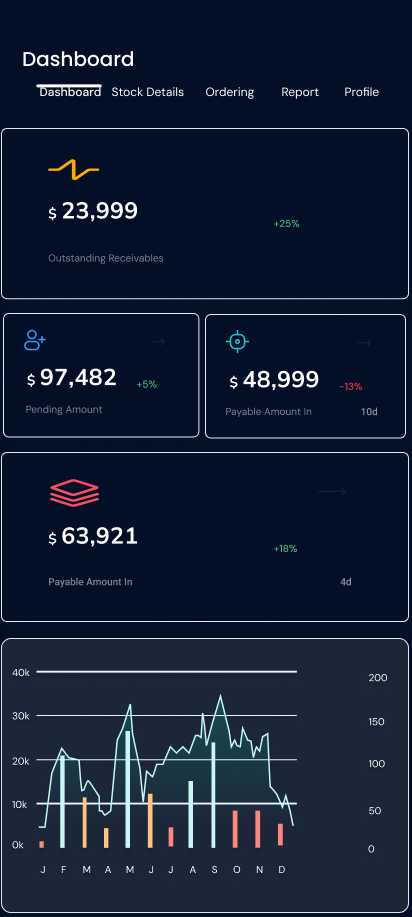 Dashboard
Dashboard Stock Details Ordering Report Profile
$ 23,999
+25%
Outstanding Receivables
$ 97,482 +5%
Pending Amount
$ 48,999 -13%
Payable Amount In 10d
$ 63,921
+18%
Payable Amount In 4d
40k 200
30k 150
20k 100
10k 50
0k 0
J F M A M J J A S O N D